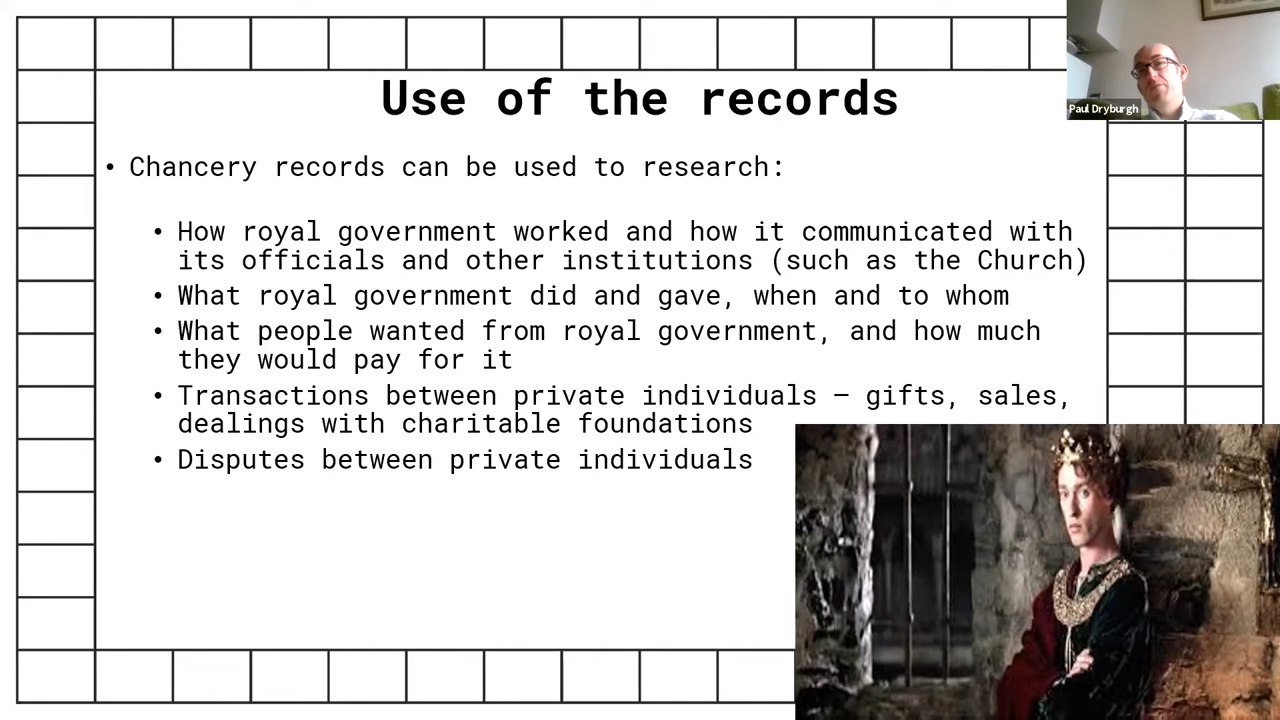 Use of the records
Paul Dryburgh
• Chancery records can be used to research:
• How royal government worked and how it communicated with
its officials and other institutions (such as the Church)
• What royal government did and gave, when and to whom
• What people wanted from royal government, and how much
they would pay for it
• Transactions between private individuals – gifts, sales,
dealings with charitable foundations
• Disputes between private individuals